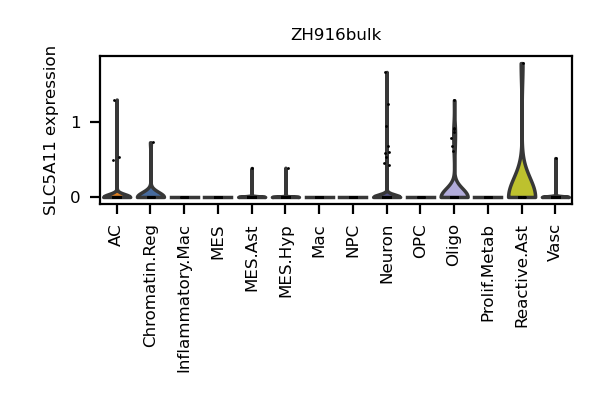 ZH916bulk
SLC5A11 expression
1
0
AC
Chromatin.Reg
Inflammatory.Mac
MES
MES.Ast
MES.Hyp
Mac
NPC
Neuron
OPC
Oligo
Prolif.Metab
Reactive.Ast
Vasc